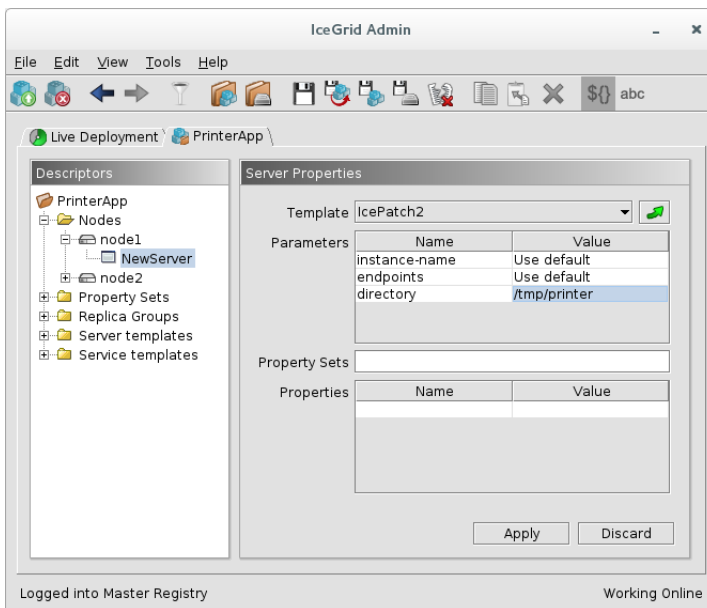 IceGrid Admin
File Edit View Tools Help
${} abc
Live Deployment PrinterApp
Descriptors
PrinterApp
Nodes
node1
NewServer
node2
Property Sets
Replica Groups
Server templates
Service templates
Server Properties
Template IcePatch2
Parameters Name Value
instance-name Use default
endpoints Use default
directory /tmp/printer
Property Sets
Properties Name Value
Apply Discard
Logged into Master Registry Working Online